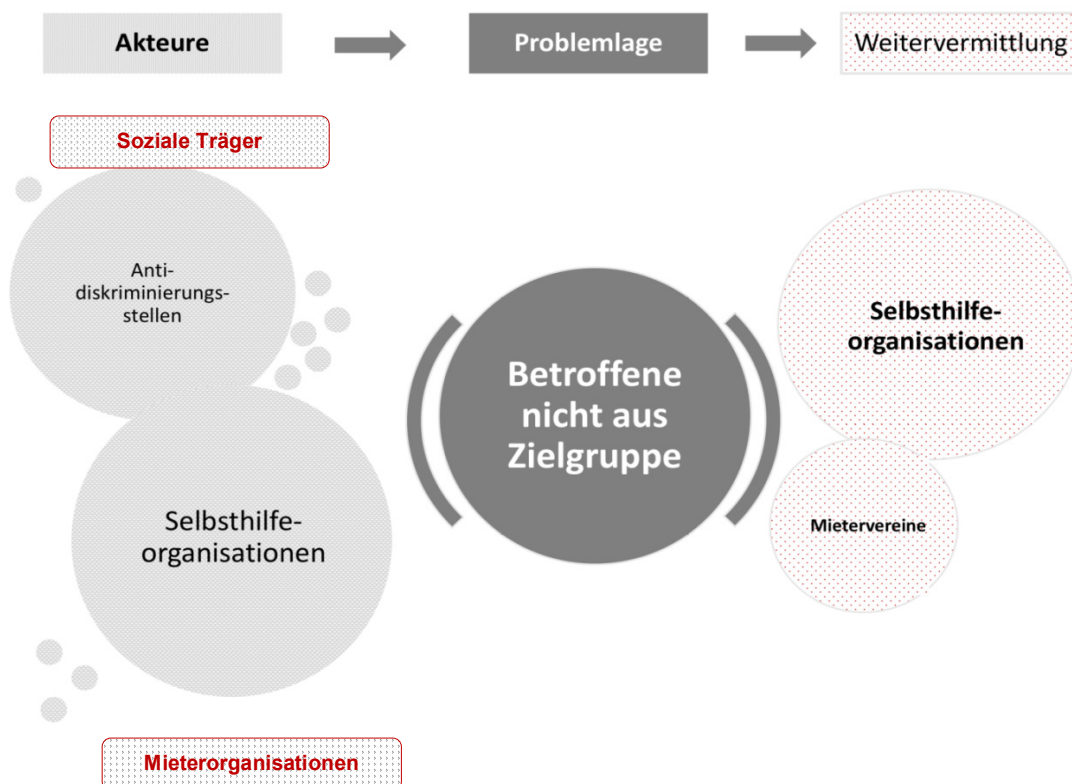 Akteure
Problemlage
Weitervermittlung
Soziale Träger
Anti-
diskriminierungs-
stellen
Selbsthilfe-
organisationen
Mieterorganisationen
Betroffene
nicht aus
Zielgruppe
Selbsthilfe-
organisationen
Mietervereine